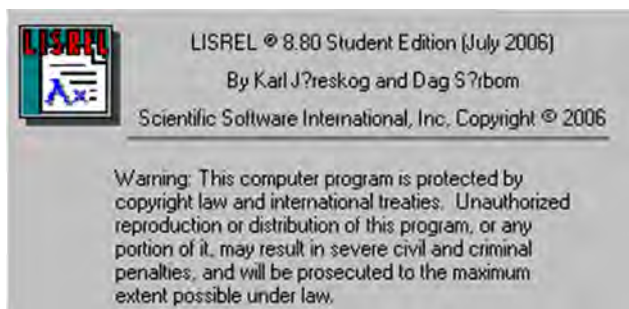 LISREL
LISREL ® 8.80 Student Edition (July 2006)
By Karl J?reskog and Dag S?rbom
Scientific Software International, Inc, Copyright © 2006
Warning: This computer program is protected by
copyright law and international treaties. Unauthorized
reproduction or distribution of this program, or any
portion of it, may result in severe civil and criminal
penalties, and will be prosecuted to the maximum
extent possible under law.